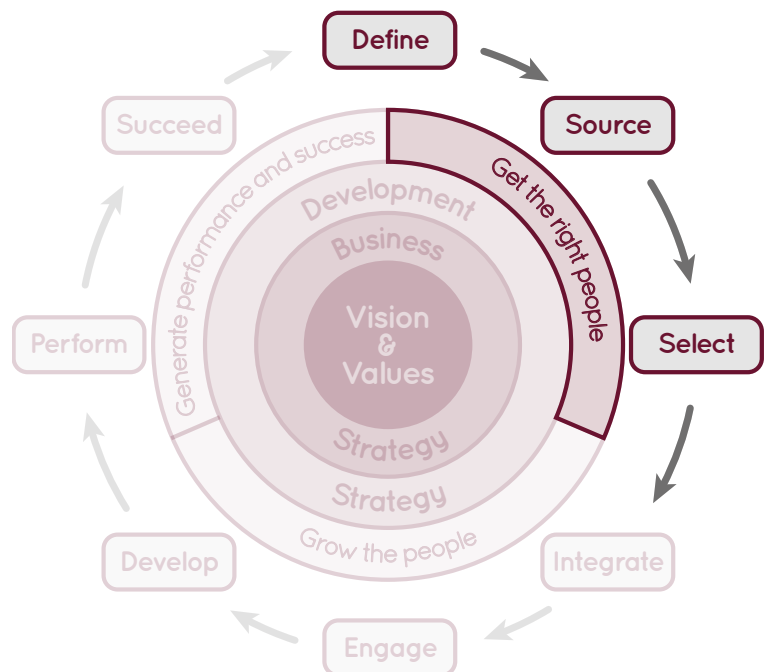 Define
Succeed
Source
Generate performance and success
Get the right people
Development
Business
Vision
&
Values
Perform
Select
Strategy
Strategy
Grow the people
Develop
Integrate
Engage